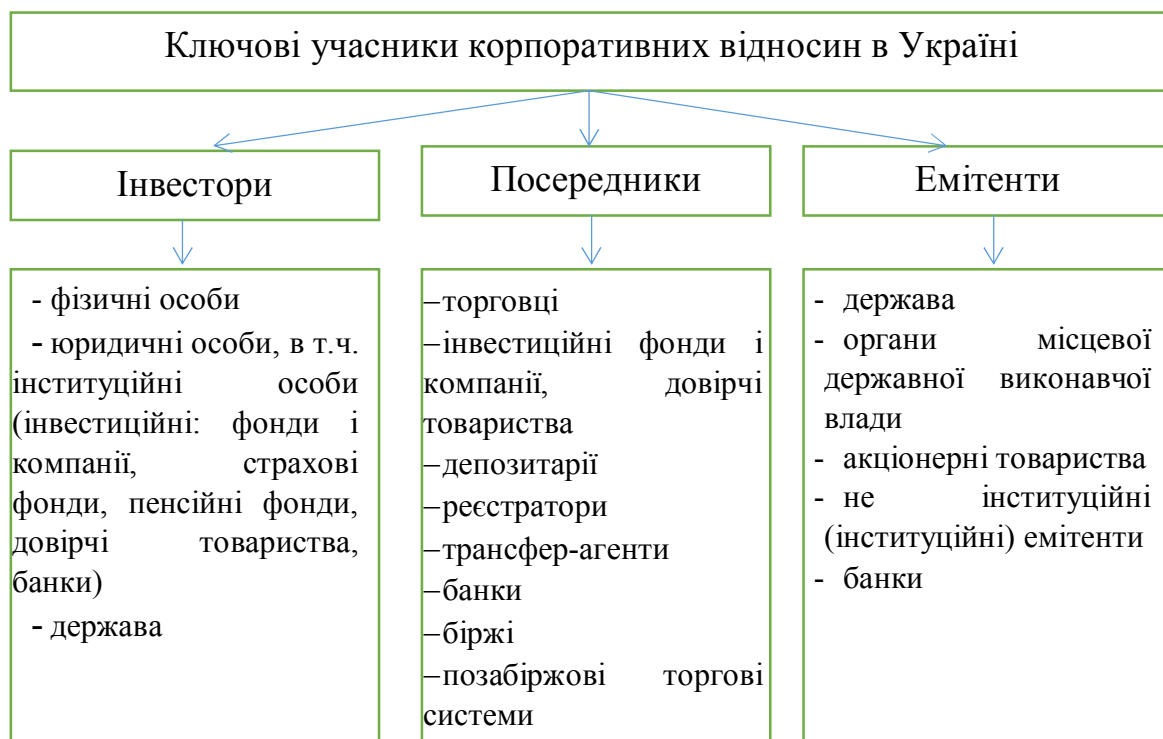 Ключові учасники корпоративних відносин в Україні
Інвестори
Посередники
Емітенти
- фізичні особи
- юридичні особи, в т.ч.
інституційні особи
(інвестиційні: фонди і
компанії, страхові
фонди, пенсійні фонди,
довірчі товариства,
банки)
- держава
–торговці
–інвестиційні фонди і
компанії, довірчі
товариства
–депозитарії
–реєстратори
–трансфер-агенти
–банки
–біржі
–позабіржові торгові
системи
- держава
- органи місцевої
державної виконавчої
влади
- акціонерні товариства
- не інституційні
(інституційні) емітенти
- банки